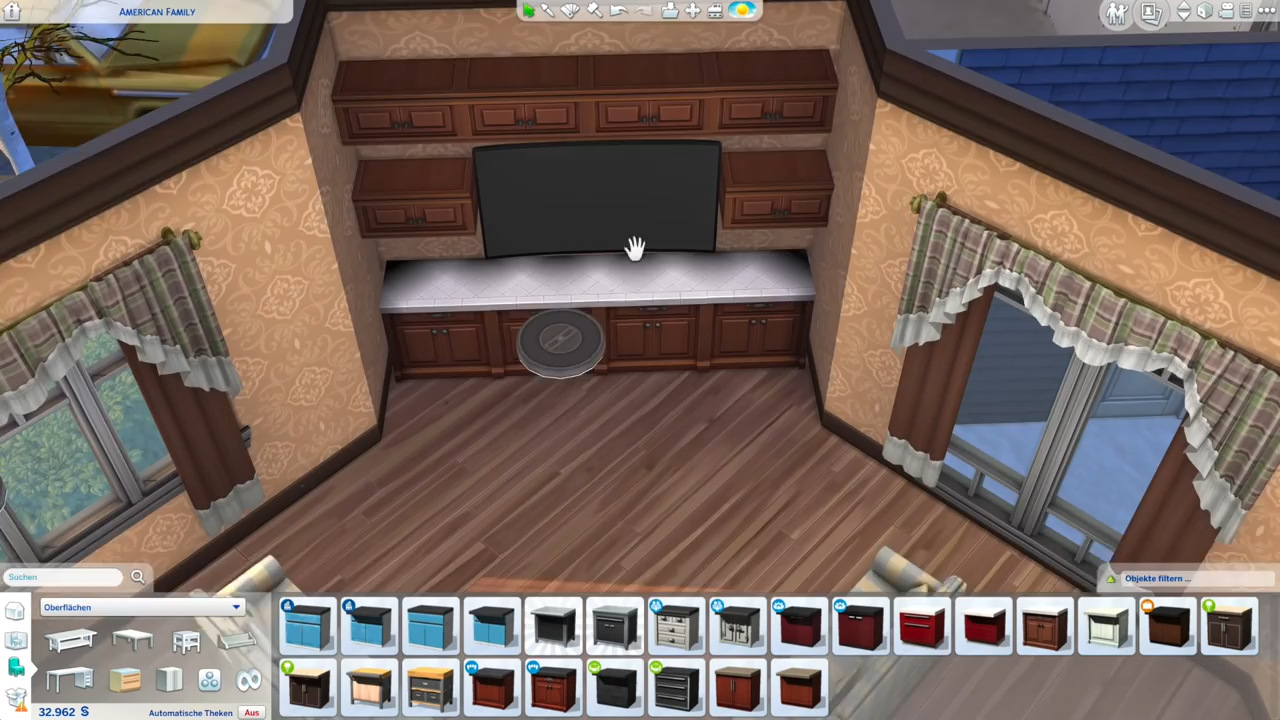 AMERICAN FAMILY
Suchen
Objekte filtern ...
Oberflächen
32.962 §
Automatische Theken
Aus